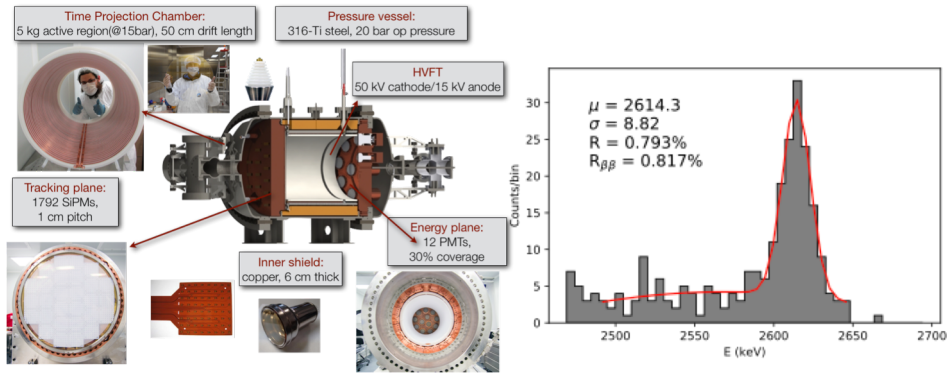 Time Projection Chamber:
5 kg active region(@15bar), 50 cm drift length
Pressure vessel:
316-Ti steel, 20 bar op pressure
HVFT
50 kV cathode/15 kV anode
Tracking plane:
1792 SiPMs,
1 cm pitch
Energy plane:
12 PMTs,
30% coverage
Inner shield:
copper, 6 cm thick
μ = 2614.3
σ = 8.82
R = 0.793%
Rββ = 0.817%
Counts/bin
30
25
20
15
10
5
0
2500
2550
2600
2650
2700
E (keV)